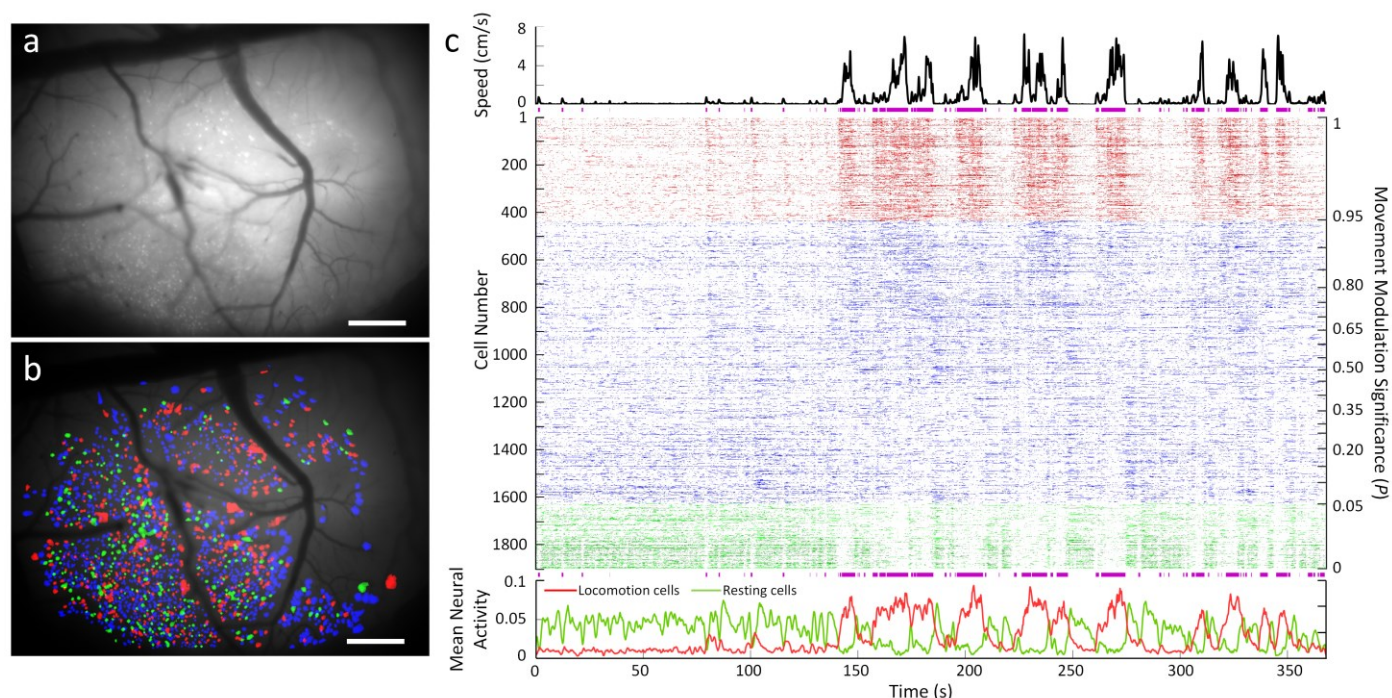 a
b
c
Speed (cm/s)
8
4
0
Cell Number
1
200
400
600
800
1000
1200
1400
1600
1800
1
0.95
0.80
0.65
0.50
0.35
0.20
0.05
0
Movement Modulation Significance (P)
Mean Neural
Activity
0.1
0.05
0
Locomotion cells
Resting cells
0 50 100 150 200 250 300 350
Time (s)